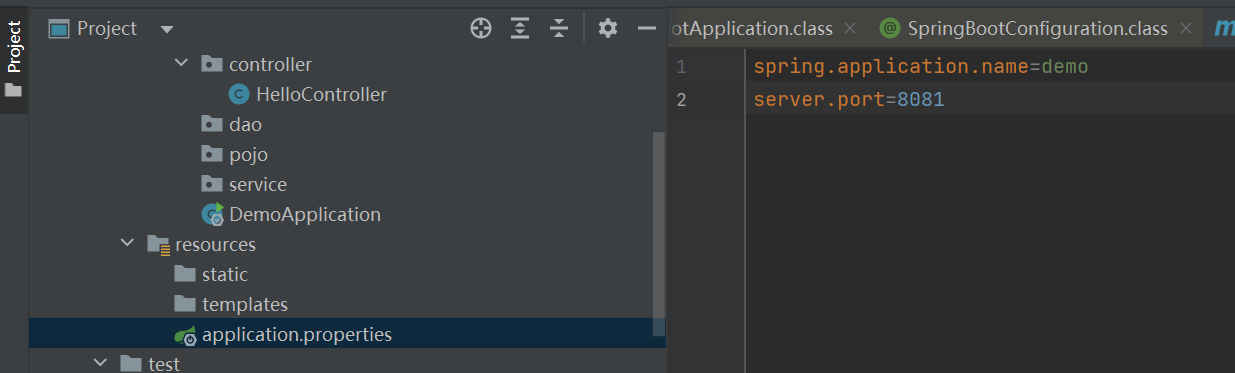 Project
Project
controller
HelloController
dao
pojo
service
DemoApplication
resources
static
templates
application.properties
test
otApplication.class
SpringBootConfiguration.class
m
1 spring.application.name=demo
2 server.port=8081